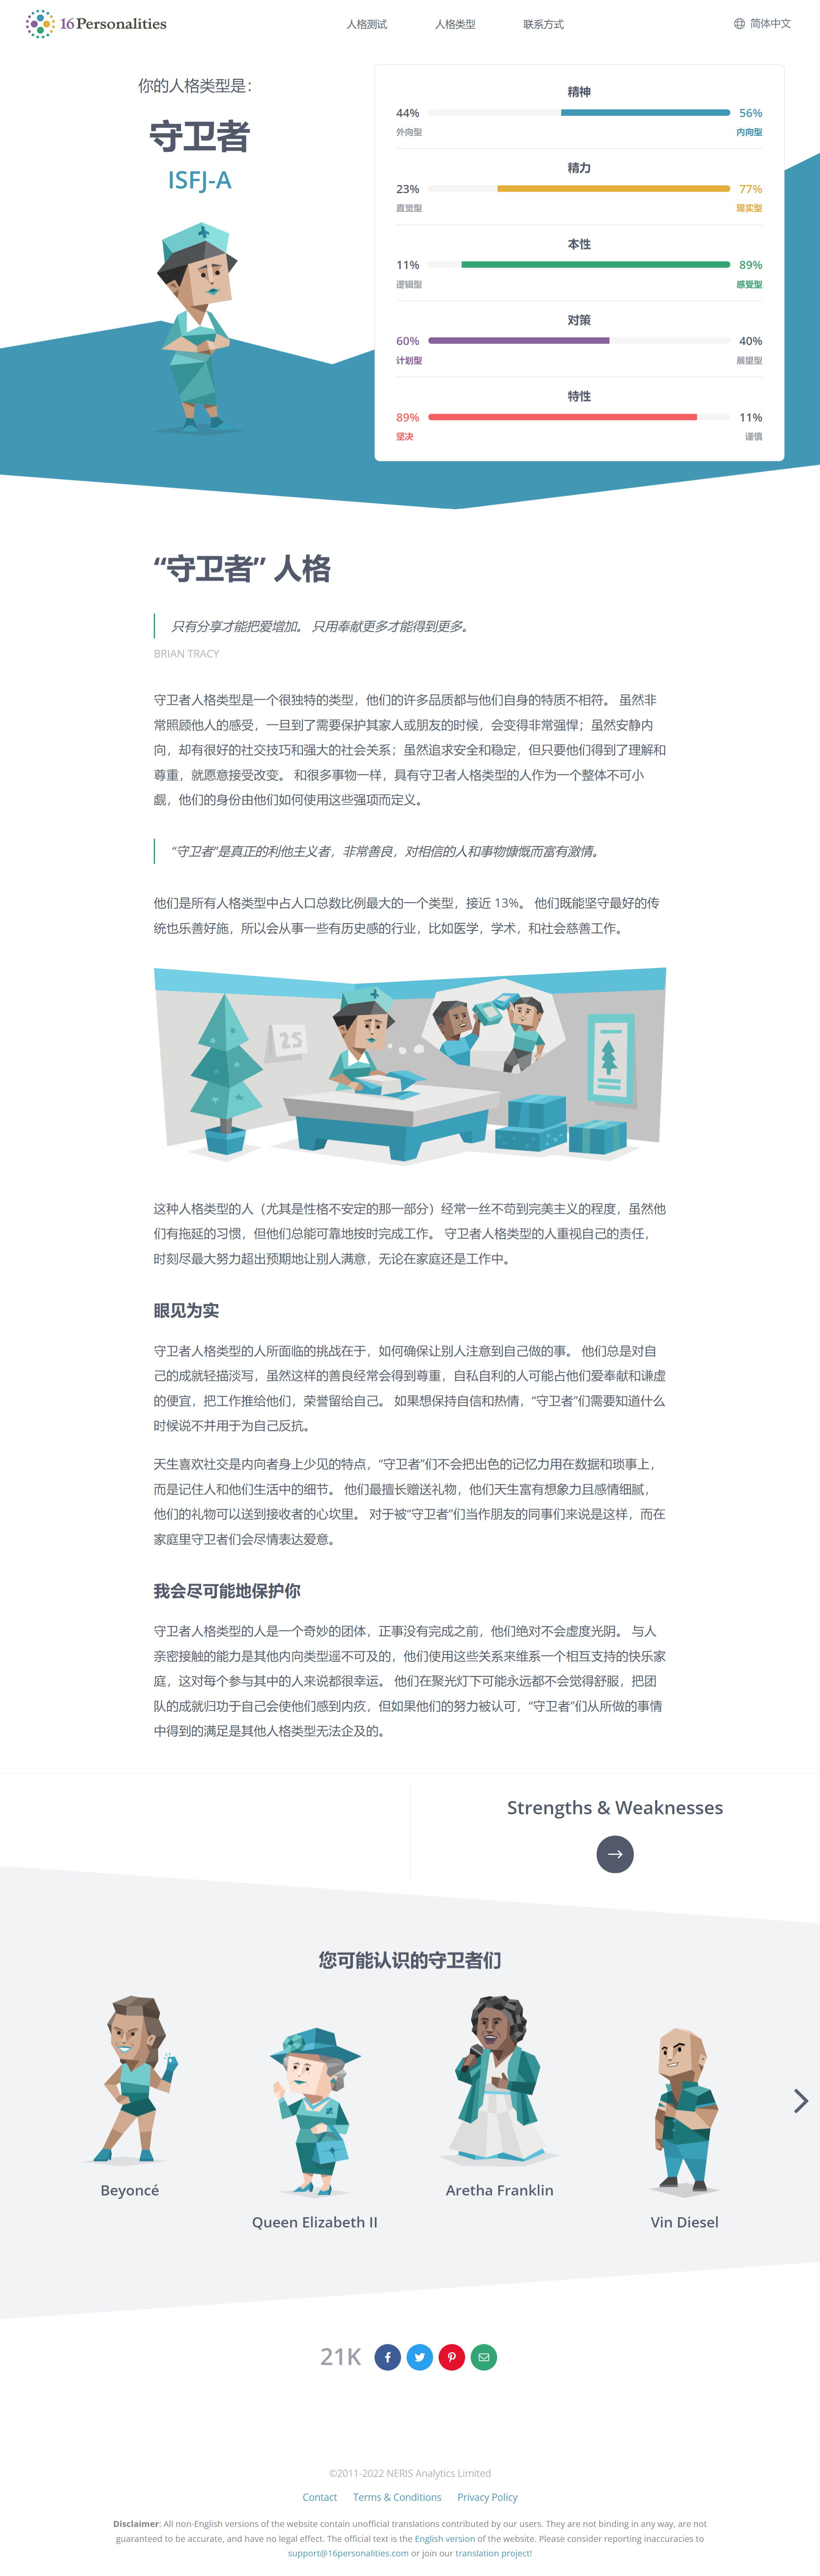 16Personalities
人格测试 人格类型 联系方式
简体中文
你的人格类型是：
守卫者
ISFJ-A
精神
44% 56%
外向型 内向型
精力
23% 77%
直觉型 现实型
本性
11% 89%
逻辑型 感受型
对策
60% 40%
计划型 展望型
特性
89% 11%
坚决 谨慎
“守卫者” 人格
只有分享才能把爱增加。 只用奉献更多才能得到更多。
BRIAN TRACY
守卫者人格类型是一个很独特的类型，他们的许多品质都与他们自身的特质不相符。 虽然非
常照顾他人的感受，一旦到了需要保护其家人或朋友的时候，会变得非常强悍；虽然安静内
向，却有很好的社交技巧和强大的社会关系；虽然追求安全和稳定，但只要他们得到了理解和
尊重，就愿意接受改变。 和很多事物一样，具有守卫者人格类型的人作为一个整体不可小
觑，他们的身份由他们如何使用这些强项而定义。
“守卫者”是真正的利他主义者，非常善良，对相信的人和事物慷慨而富有激情。
他们是所有人格类型中占人口总数比例最大的一个类型，接近 13%。 他们既能坚守最好的传
统也乐善好施，所以会从事一些有历史感的行业，比如医学，学术，和社会慈善工作。
25
这种人格类型的人（尤其是性格不安定的那一部分）经常一丝不苟到完美主义的程度，虽然他
们有拖延的习惯，但他们总能可靠地按时完成工作。 守卫者人格类型的人重视自己的责任，
时刻尽最大努力超出预期地让别人满意，无论在家庭还是工作中。
眼见为实
守卫者人格类型的人所面临的挑战在于，如何确保让别人注意到自己做的事。 他们总是对自
己的成就轻描淡写，虽然这样的善良经常会得到尊重，自私自利的人可能占他们爱奉献和谦虚
的便宜，把工作推给他们，荣誉留给自己。 如果想保持自信和热情，“守卫者”们需要知道什么
时候说不并用于为自己反抗。
天生喜欢社交是内向者身上少见的特点，“守卫者”们不会把出色的记忆力用在数据和琐事上，
而是记住人和他们生活中的细节。 他们最擅长赠送礼物，他们天生富有想象力且感情细腻，
他们的礼物可以送到接收者的心坎里。 对于被“守卫者”们当作朋友的同事们来说是这样，而在
家庭里守卫者们会尽情表达爱意。
我会尽可能地保护你
守卫者人格类型的人是一个奇妙的团体，正事没有完成之前，他们绝对不会虚度光阴。 与人
亲密接触的能力是其他内向类型遥不可及的，他们使用这些关系来维系一个相互支持的快乐家
庭，这对每个参与其中的人来说都很幸运。 他们在聚光灯下可能永远都不会觉得舒服，把团
队的成就归功于自己会使他们感到内疚，但如果他们的努力被认可，“守卫者”们从所做的事情
中得到的满足是其他人格类型无法企及的。
Strengths & Weaknesses
您可能认识的守卫者们
Beyoncé
Queen Elizabeth II
Aretha Franklin
Vin Diesel
21K
©2011-2022 NERIS Analytics Limited
Contact Terms & Conditions Privacy Policy
Disclaimer: All non-English versions of the website contain unofficial translations contributed by our users. They are not binding in any way, are not
guaranteed to be accurate, and have no legal effect. The official text is the English version of the website. Please consider reporting inaccuracies to
support@16personalities.com or join our translation project!